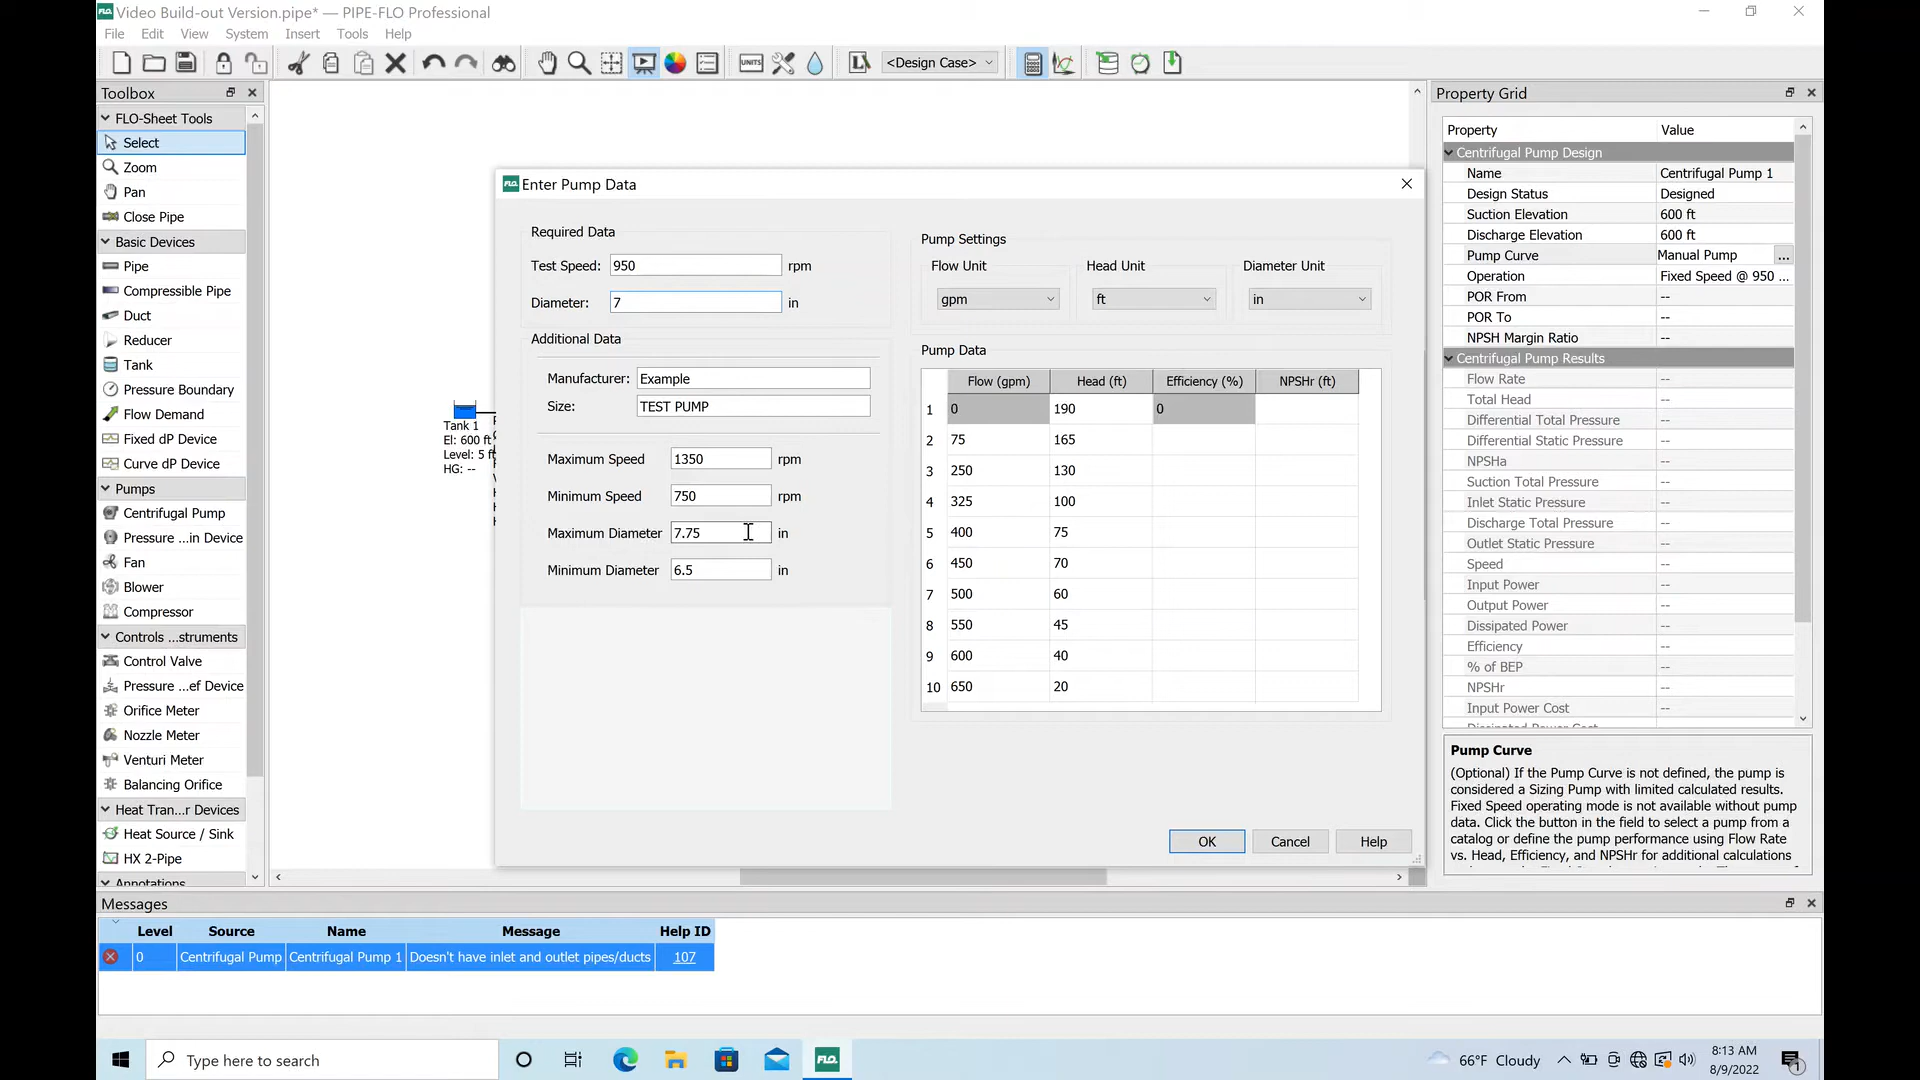 Video Build-out Version.pipe* — PIPE-FLO Professional
File Edit View System Insert Tools Help
UNITS <Design Case>
Toolbox
FLO-Sheet Tools
Select
Zoom
Pan
Close Pipe
Basic Devices
Pipe
Compressible Pipe
Duct
Reducer
Tank
Pressure Boundary
Flow Demand
Fixed dP Device
Curve dP Device
Pumps
Centrifugal Pump
Pressure ...in Device
Fan
Blower
Compressor
Controls ...struments
Control Valve
Pressure ...ef Device
Orifice Meter
Nozzle Meter
Venturi Meter
Balancing Orifice
Heat Tran...r Devices
Heat Source / Sink
HX 2-Pipe
Annotations
Tank 1
El: 600 ft
Level: 5 ft
HG: --
FLO. Enter Pump Data
Required Data
Test Speed: 950 rpm
Diameter: 7 in
Additional Data
Manufacturer: Example
Size: TEST PUMP
Maximum Speed 1350 rpm
Minimum Speed 750 rpm
Maximum Diameter 7.75 in
Minimum Diameter 6.5 in
Pump Settings
Flow Unit Head Unit Diameter Unit
gpm ft in
Pump Data
Flow (gpm) Head (ft) Efficiency (%) NPSHr (ft)
1 0 190 0
2 75 165
3 250 130
4 325 100
5 400 75
6 450 70
7 500 60
8 550 45
9 600 40
10 650 20
OK Cancel Help
Property Grid
Property Value
Centrifugal Pump Design
Name Centrifugal Pump 1
Design Status Designed
Suction Elevation 600 ft
Discharge Elevation 600 ft
Pump Curve Manual Pump ...
Operation Fixed Speed @ 950 ...
POR From --
POR To --
NPSH Margin Ratio --
Centrifugal Pump Results
Flow Rate --
Total Head --
Differential Total Pressure --
Differential Static Pressure --
NPSHa --
Suction Total Pressure --
Inlet Static Pressure --
Discharge Total Pressure --
Outlet Static Pressure --
Speed --
Input Power --
Output Power --
Dissipated Power --
Efficiency --
% of BEP --
NPSHr --
Input Power Cost --
Dissipated Power Cost --
Pump Curve
(Optional) If the Pump Curve is not defined, the pump is
considered a Sizing Pump with limited calculated results.
Fixed Speed operating mode is not available without pump
data. Click the button in the field to select a pump from a
catalog or define the pump performance using Flow Rate
vs. Head, Efficiency, and NPSHr for additional calculations
Messages
Level Source Name Message Help ID
0 Centrifugal Pump Centrifugal Pump 1 Doesn't have inlet and outlet pipes/ducts 107
Type here to search
FLO.
66°F Cloudy
8:13 AM
8/9/2022
1